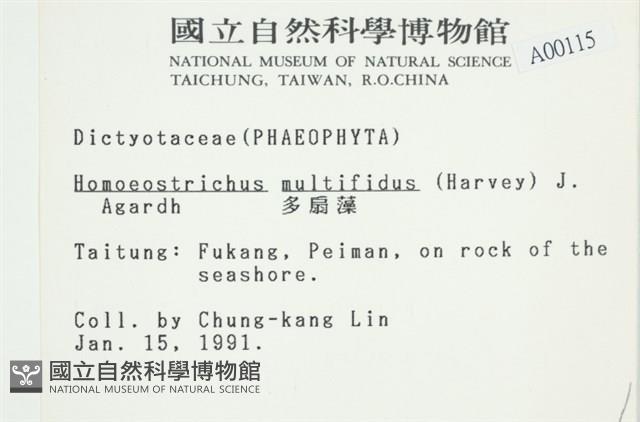 國立自然科學博物館
A00115
NATIONAL MUSEUM OF NATURAL SCIENCE
TAICHUNG, TAIWAN, R.O.CHINA
Dictyotaceae(PHAEOPHYTA)
Homoeostrichus multifidus (Harvey) J.
Agardh 多扇藻
Taitung: Fukang, Peiman, on rock of the
seashore.
Coll. by Chung-kang Lin
Jan. 15, 1991.
國立自然科學博物館
NATIONAL MUSEUM OF NATURAL SCIENCE